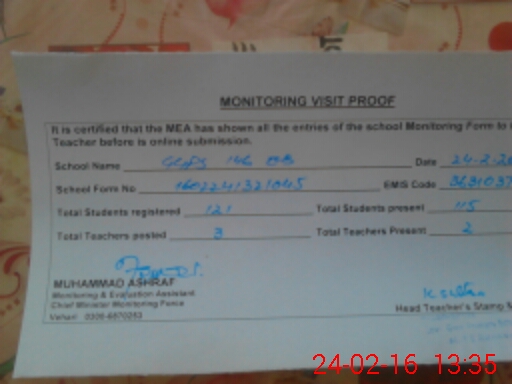 MONITORING VISIT PROOF
It is certified that the MEA has shown all the entries of the school Monitoring Form to
Teacher before is online submission.
School Name 146 EB Date 24-2-20
School Form No 1602241321045 EMIS Code
Total Students registered 121 Total Students present 115
Total Teachers posted 3 Total Teachers Present 2
MUHAMMAD ASHRAF
Monitoring & Evaluation Assistant
Chief Minister Monitoring Force
Vehari
Head Teacher's Stamp
24-02-16 13:35